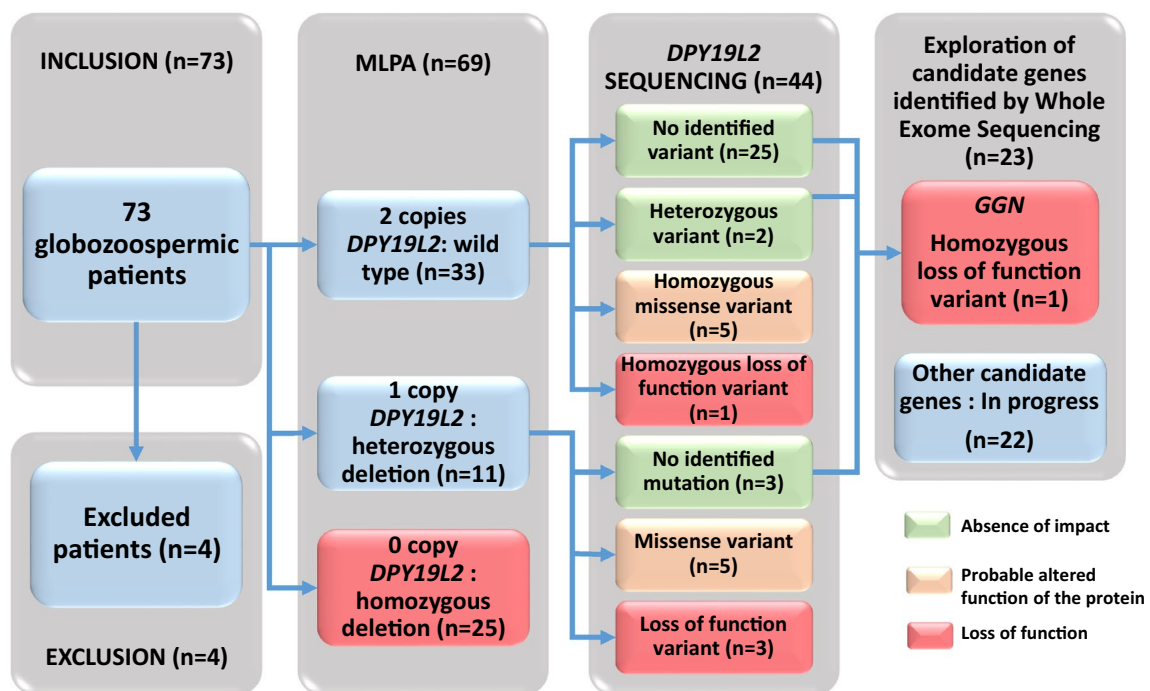 INCLUSION (n=73)
73
globozoospermic
patients
Excluded
patients (n=4)
EXCLUSION (n=4)
MLPA (n=69)
2 copies
DPY19L2: wild
type (n=33)
1 copy
DPY19L2 :
heterozygous
deletion (n=11)
0 copy
DPY19L2 :
homozygous
deletion (n=25)
DPY19L2
SEQUENCING (n=44)
No identified
variant (n=25)
Heterozygous
variant (n=2)
Homozygous
missense variant
(n=5)
Homozygous loss of
function variant
(n=1)
No identified
mutation (n=3)
Missense variant
(n=5)
Loss of function
variant (n=3)
Exploration of
candidate genes
identified by Whole
Exome Sequencing
(n=23)
GGN
Homozygous
loss of function
variant (n=1)
Other candidate
genes : In progress
(n=22)
Absence of impact
Probable altered
function of the protein
Loss of function